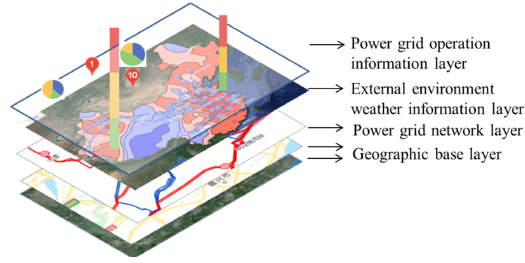 1
10
Power grid operation
information layer
External environment
weather information layer
Power grid network layer
Geographic base layer